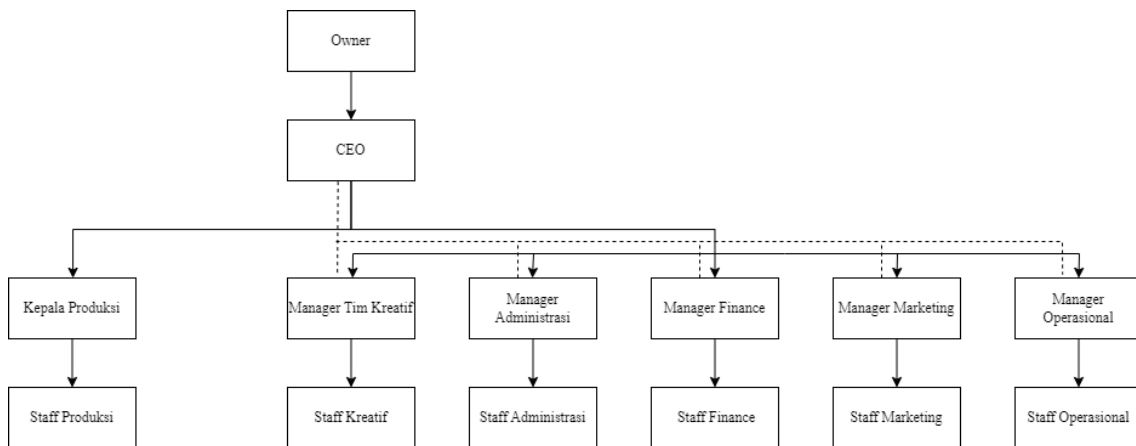 Owner
CEO
Kepala Produksi
Manager Tim Kreatif
Manager
Administrasi
Manager Finance
Manager Marketing
Manager
Operasional
Staff Produksi
Staff Kreatif
Staff Administrasi
Staff Finance
Staff Marketing
Staff Operasional